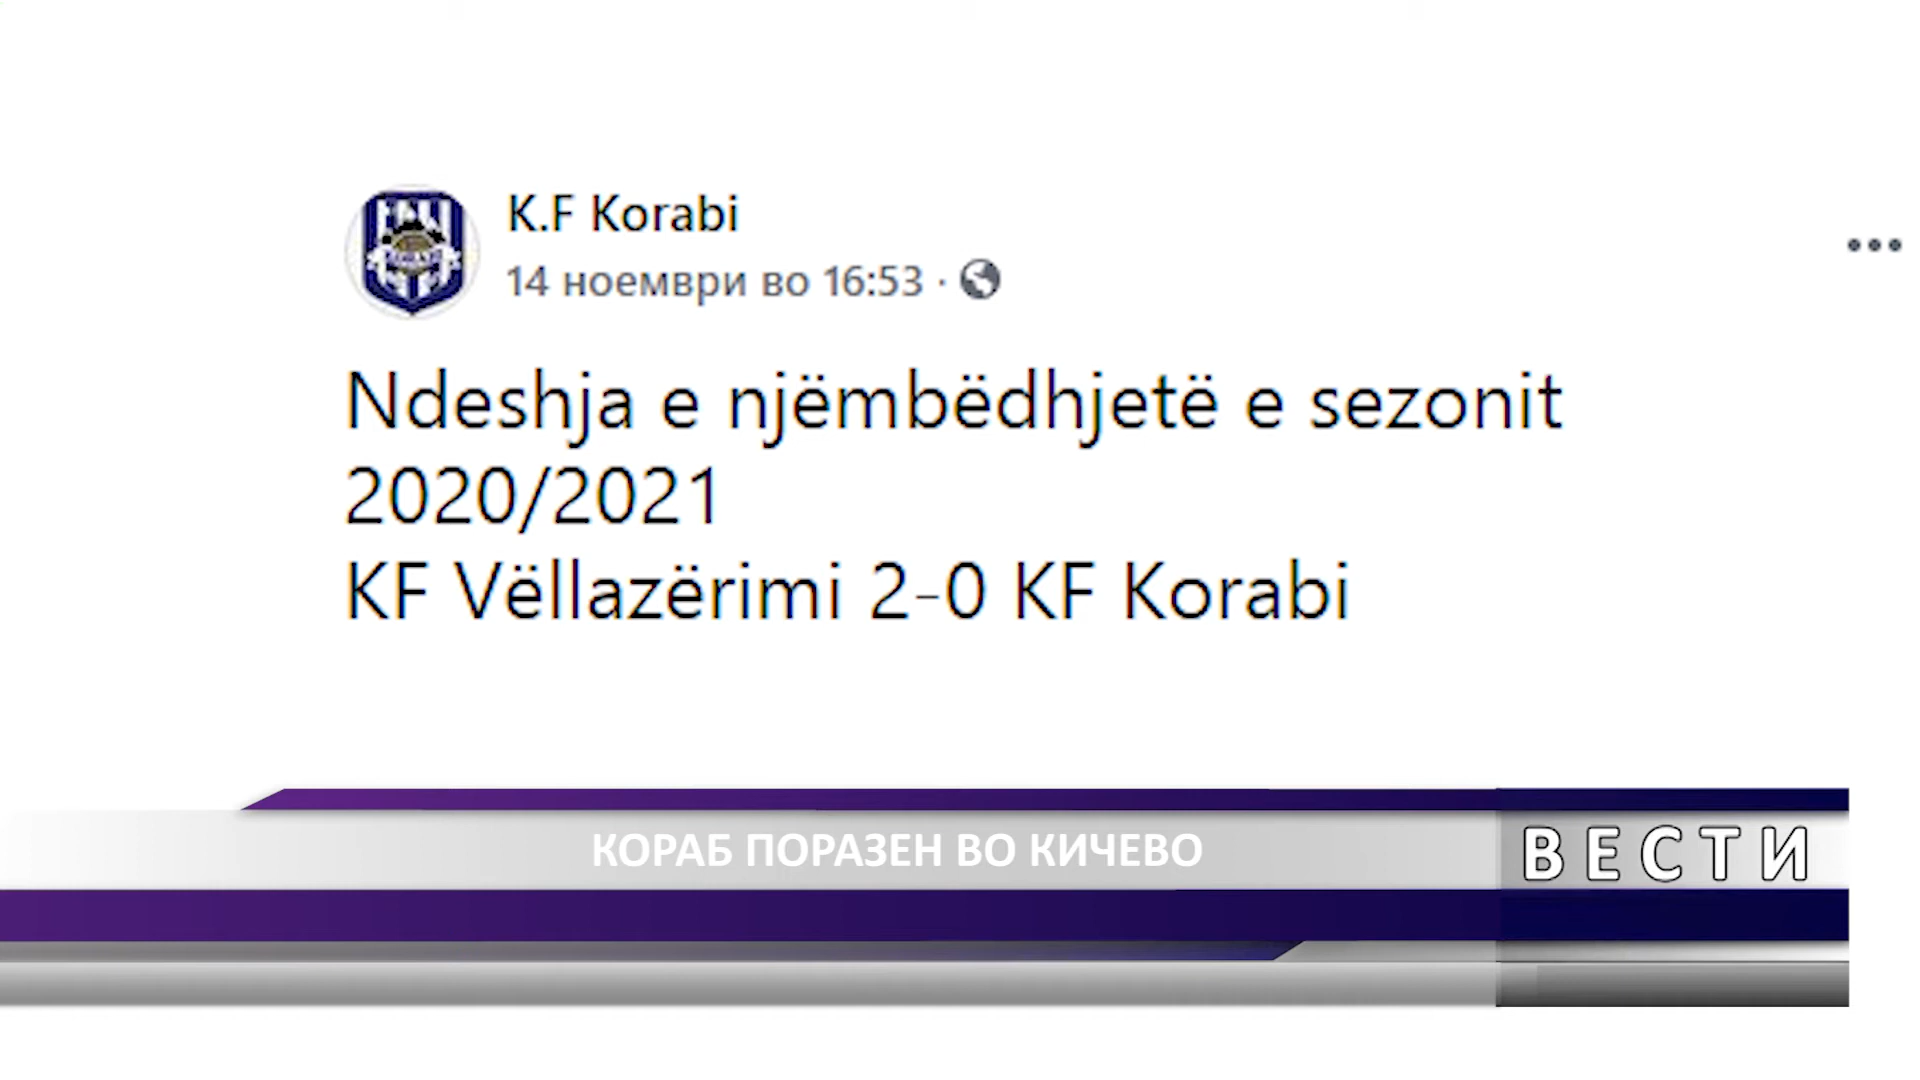 K.F Korabi
14 ноември во 16:53 ·
Ndeshja e njëmbëdhjetë e sezonit
2020/2021
KF Vëllazërimi 2-0 KF Korabi
КОРАБ ПОРАЗЕН ВО КИЧЕВО
ВЕСТИ